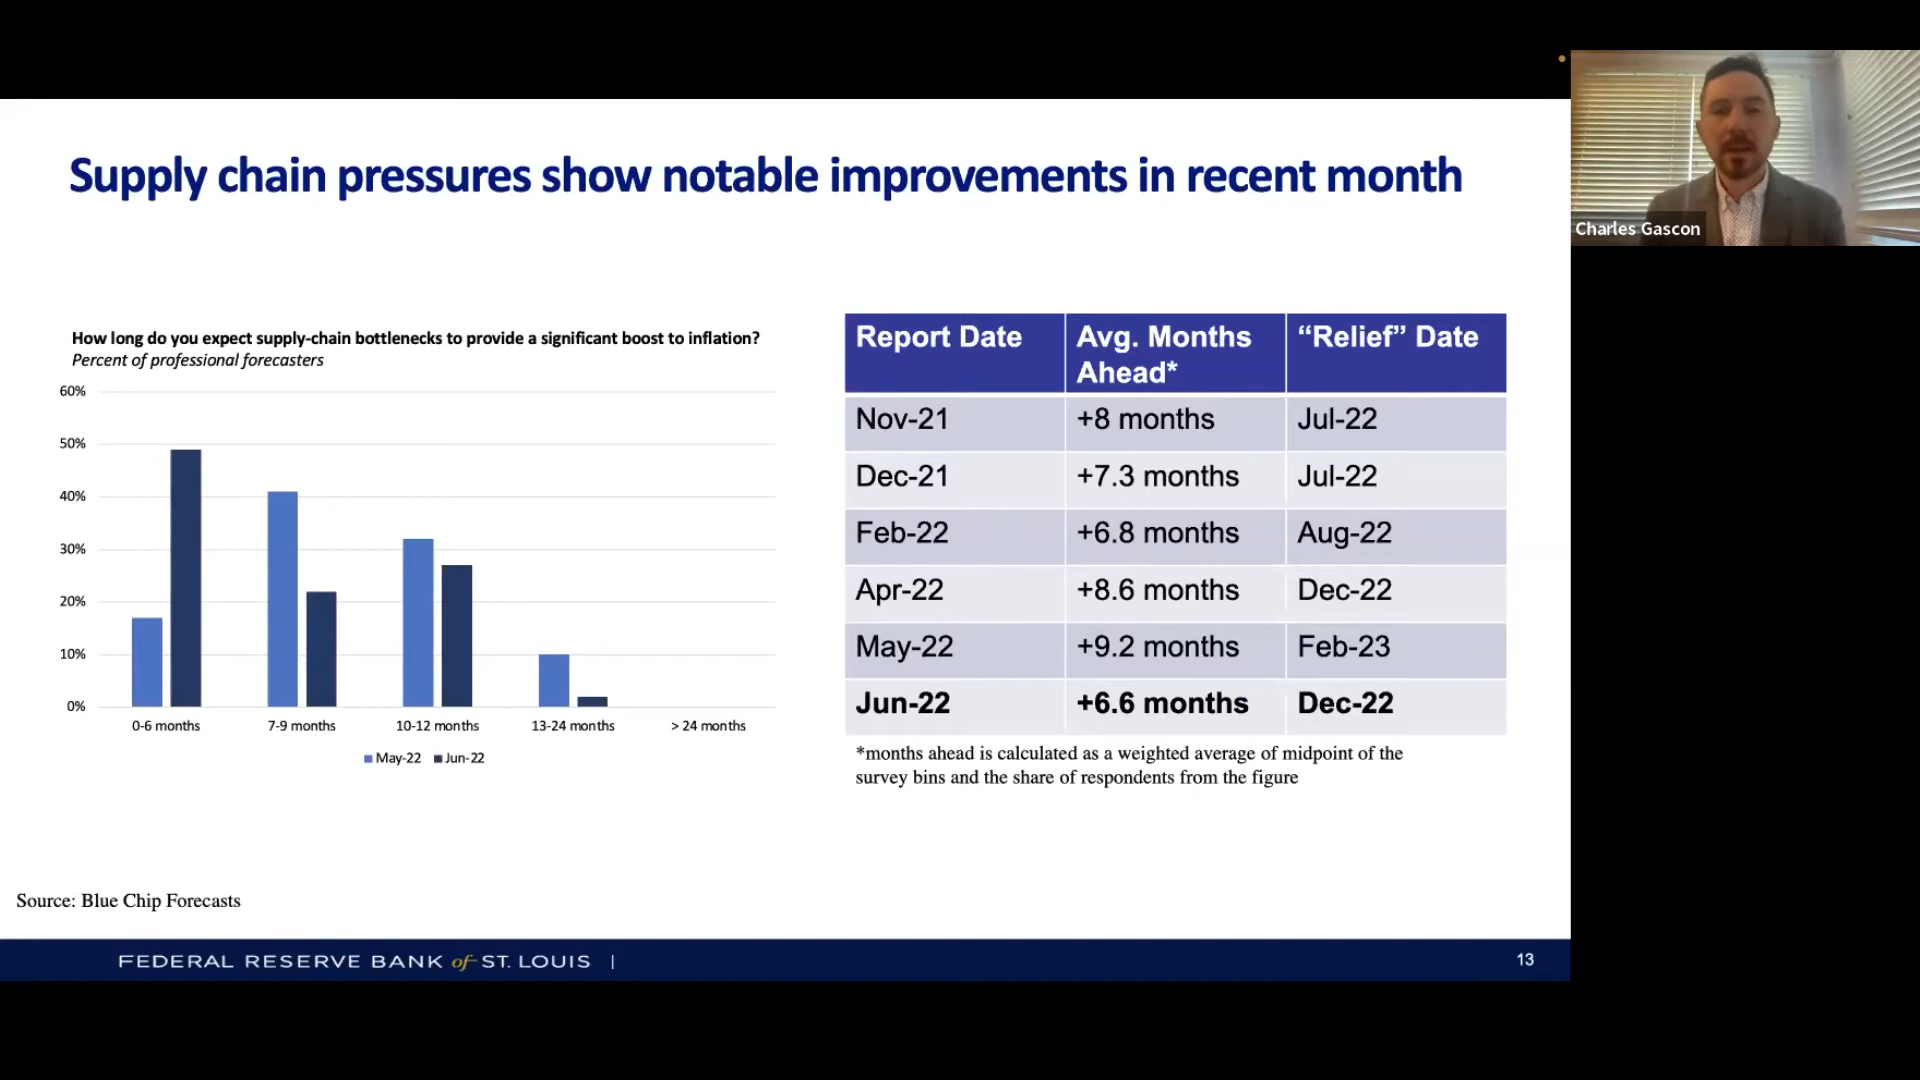 Supply chain pressures show notable improvements in recent month
Charles Gascon
How long do you expect supply-chain bottlenecks to provide a significant boost to inflation?
Percent of professional forecasters
60%
50%
40%
30%
20%
10%
0%
0-6 months 7-9 months 10-12 months 13-24 months > 24 months
May-22 Jun-22
Report Date Avg. Months Ahead* “Relief” Date
Nov-21 +8 months Jul-22
Dec-21 +7.3 months Jul-22
Feb-22 +6.8 months Aug-22
Apr-22 +8.6 months Dec-22
May-22 +9.2 months Feb-23
Jun-22 +6.6 months Dec-22
*months ahead is calculated as a weighted average of midpoint of the
survey bins and the share of respondents from the figure
Source: Blue Chip Forecasts
FEDERAL RESERVE BANK of ST. LOUIS |
13